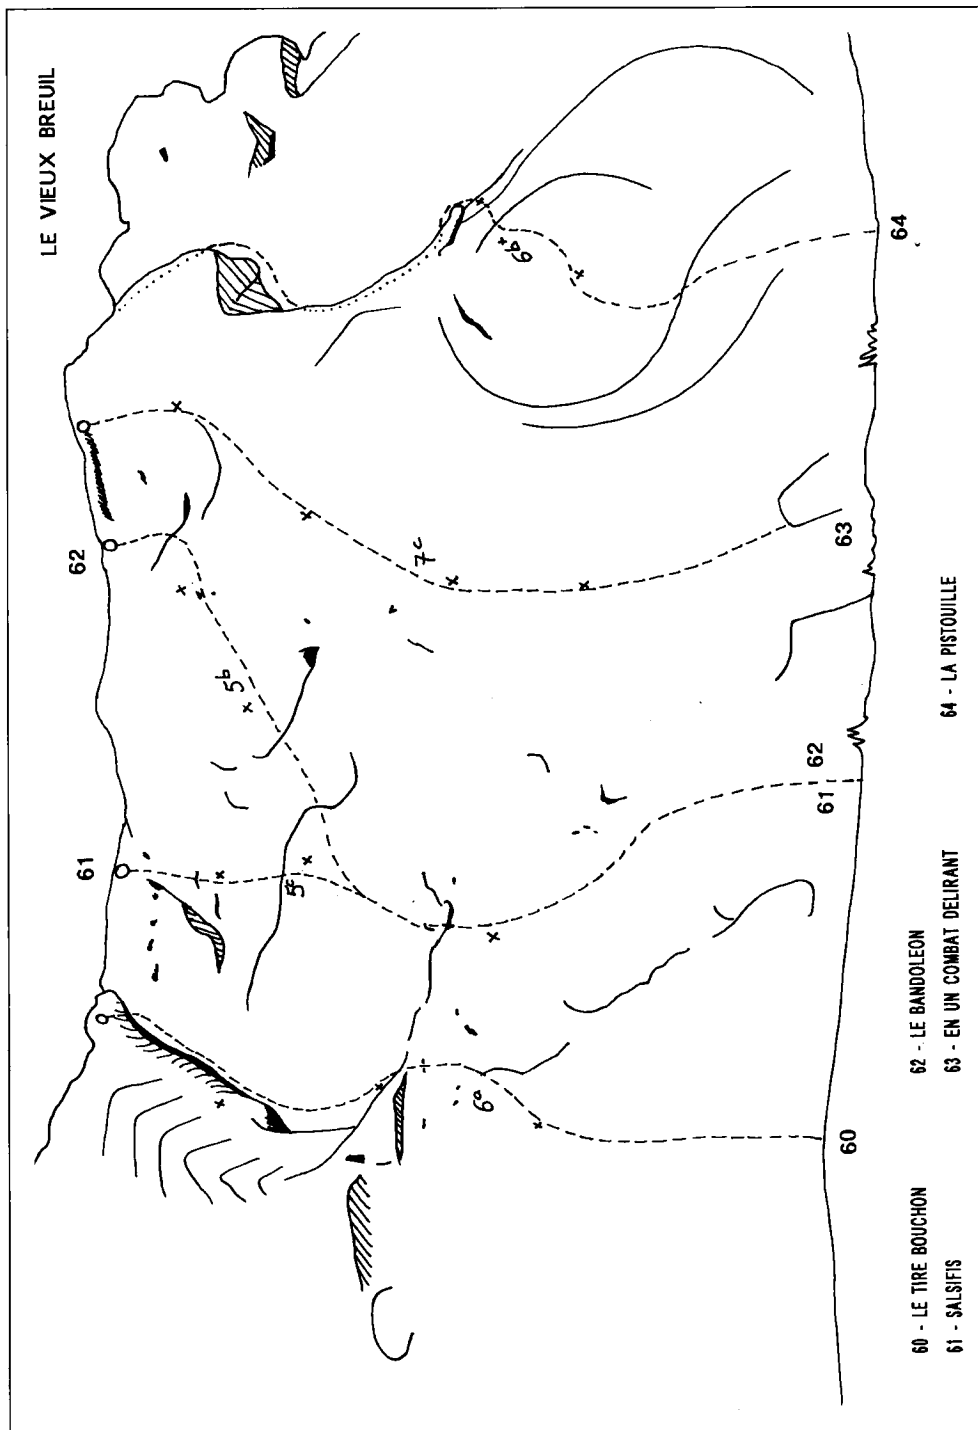 LE VIEUX BREUIL
61
62
5b
5c
7c
6a
6a
60
61
62
63
64
60 - LE TIRE BOUCHON
61 - SALSIFIS
62 - LE BANDOLEON
63 - EN UN COMBAT DELIRANT
64 - LA PISTOUILLE